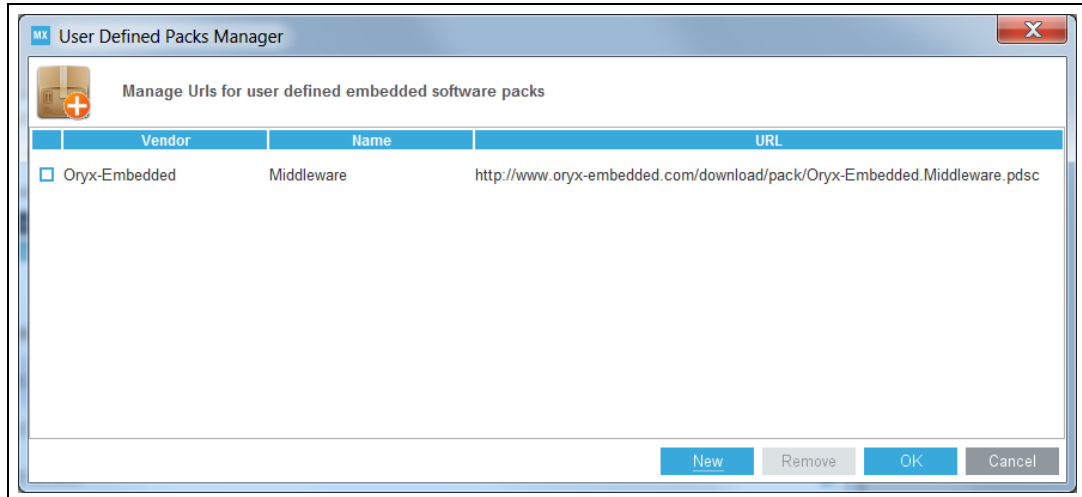 MX User Defined Packs Manager
X
Manage Urls for user defined embedded software packs
Vendor Name URL
Oryx-Embedded Middleware http://www.oryx-embedded.com/download/pack/Oryx-Embedded.Middleware.pdsc
New Remove OK Cancel